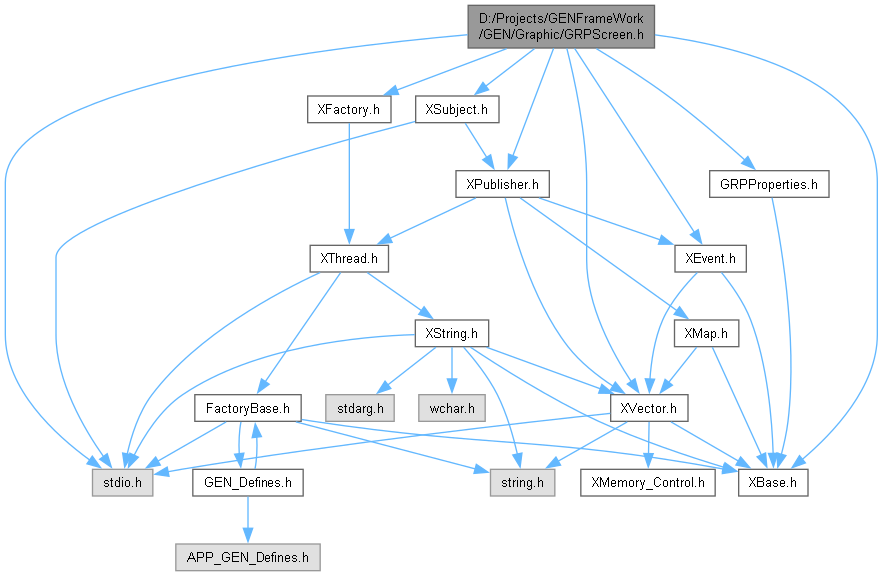 D:/Projects/GENFrameWork
/GEN/Graphic/GRPScreen.h
XFactory.h
XSubject.h
XPublisher.h
GRPProperties.h
XThread.h
XEvent.h
XString.h
XMap.h
FactoryBase.h
stdarg.h
wchar.h
XVector.h
stdio.h
GEN_Defines.h
string.h
XMemory_Control.h
XBase.h
APP_GEN_Defines.h